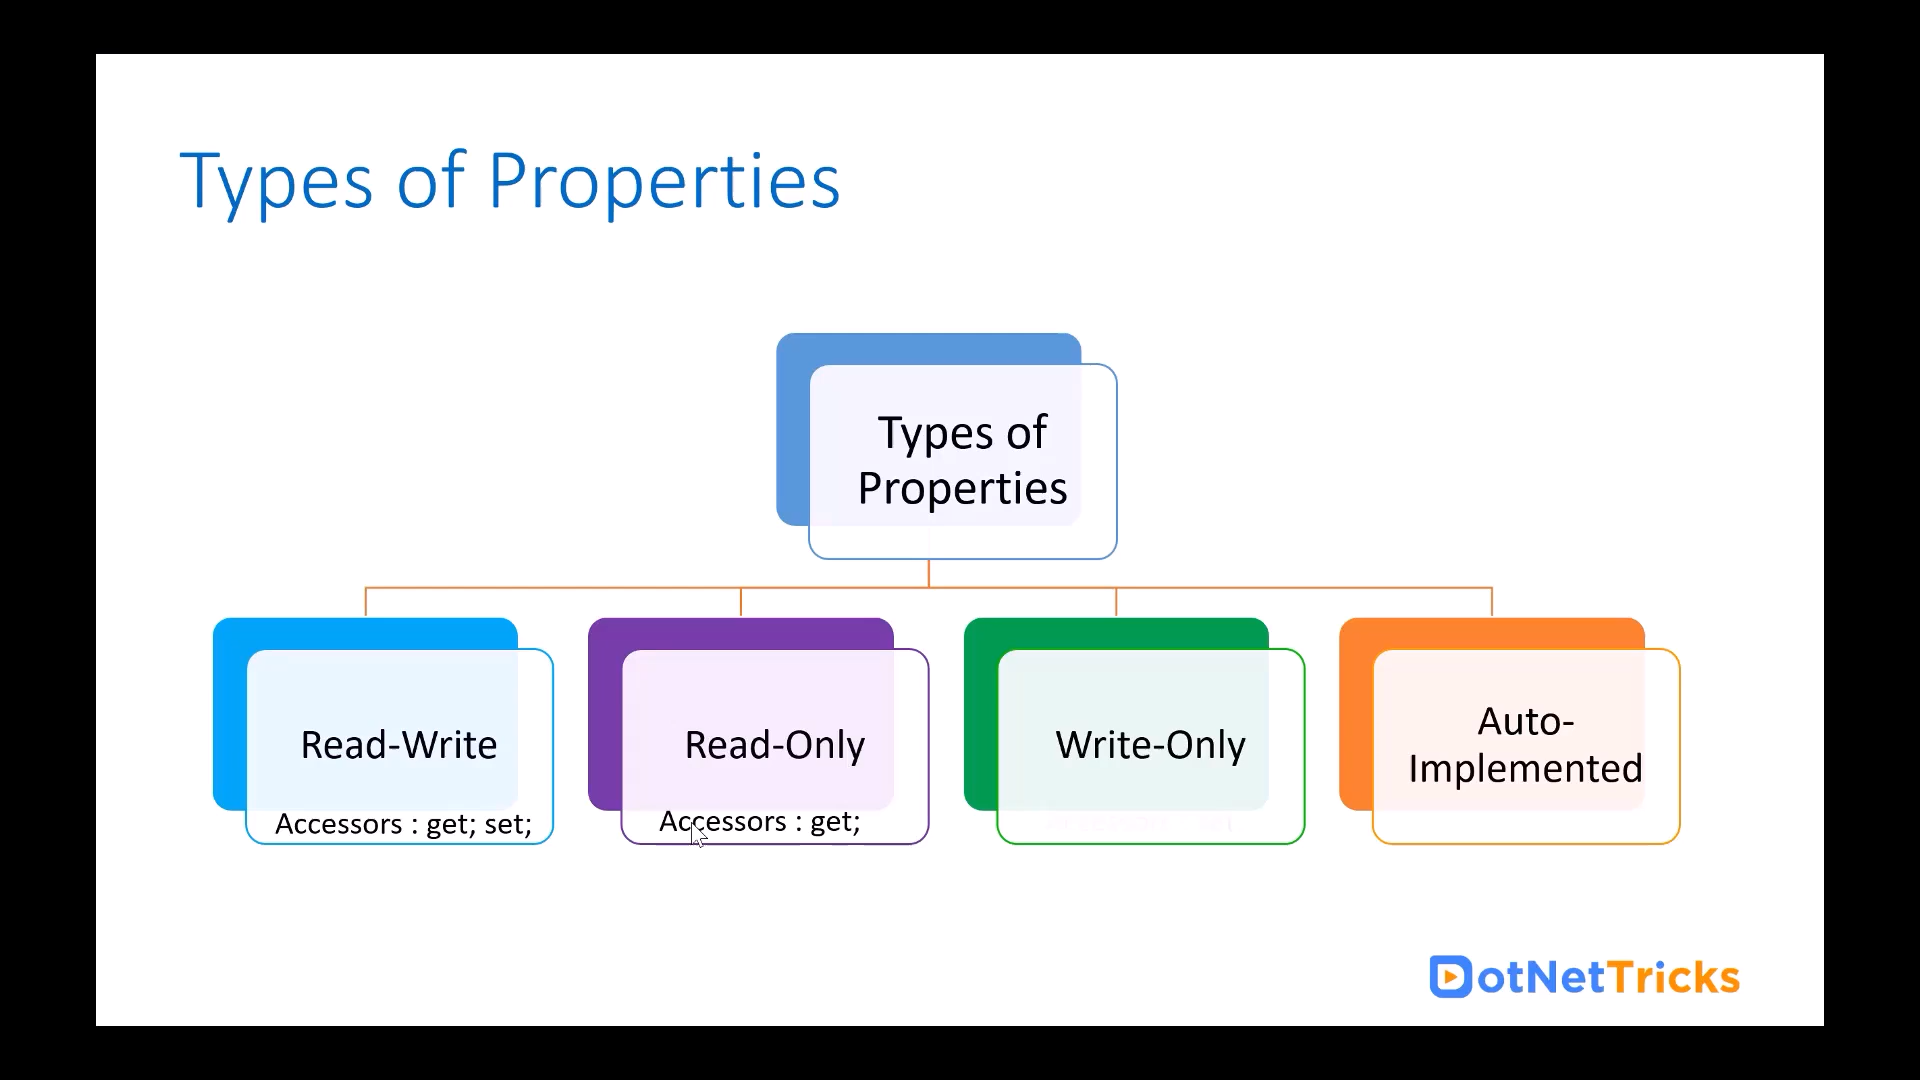 Types of Properties
Types of
Properties
Read-Write
Accessors : get; set;
Read-Only
Accessors : get;
Write-Only
Auto-
Implemented
DotNetTricks